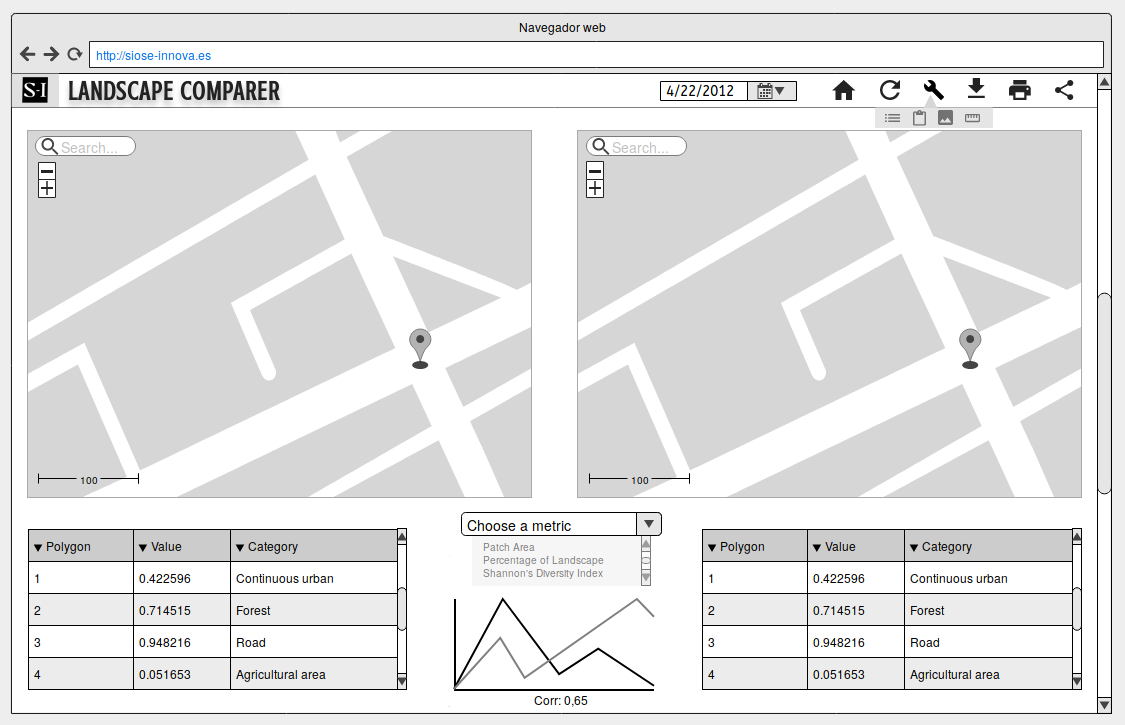 Navegador web
http://siose-innova.es
S-I LANDSCAPE COMPARER 4/22/2012
Search... Search...
100 100
Choose a metric
Patch Area
Percentage of Landscape
Shannon's Diversity Index
Polygon Value Category
1 0.422596 Continuous urban
2 0.714515 Forest
3 0.948216 Road
4 0.051653 Agricultural area
Corr: 0,65
Polygon Value Category
1 0.422596 Continuous urban
2 0.714515 Forest
3 0.948216 Road
4 0.051653 Agricultural area